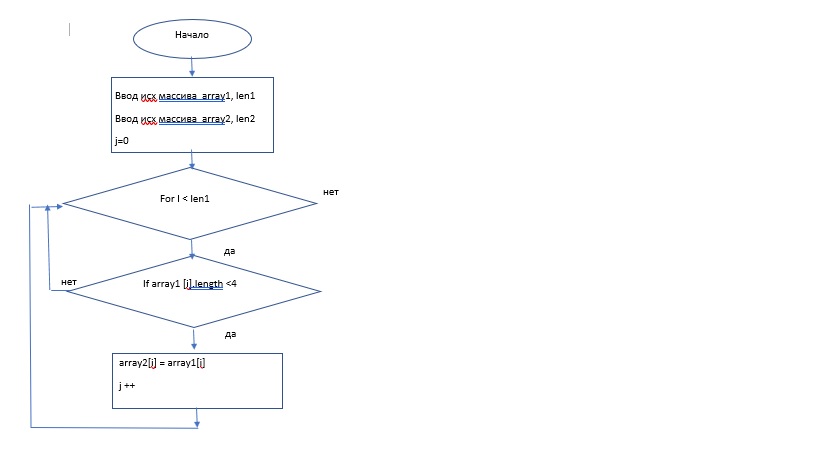 Начало
Ввод исх массива array1, len1
Ввод исх массива array2, len2
j=0
For I < len1
нет
да
If array1 [i].length <4
нет
да
array2[j] = array1[i]
j ++